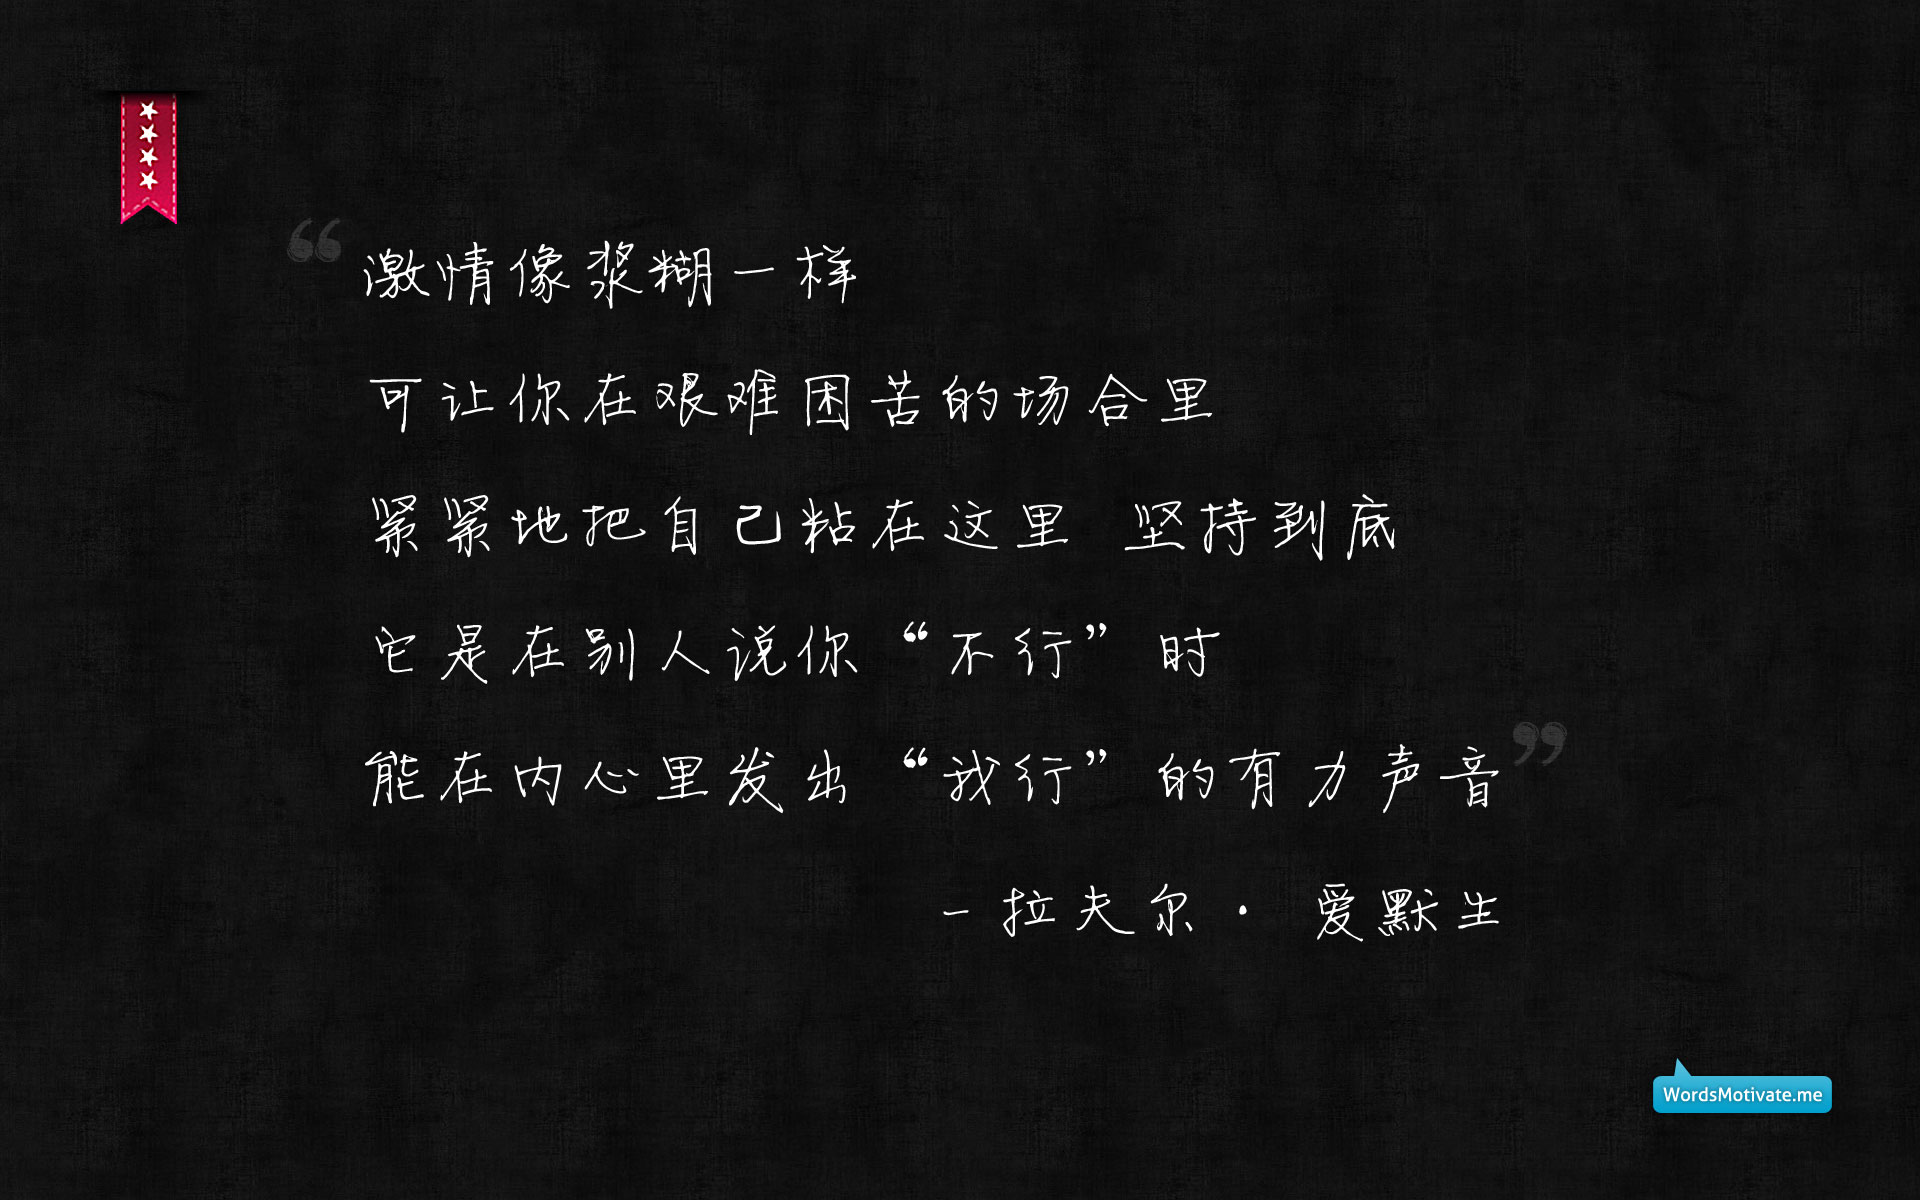 “激情像浆糊一样
可让你在艰难困苦的场合里
紧紧地把自己粘在这里 坚持到底
它是在别人说你“不行”时
能在内心里发出“我行”的有力声音”
- 拉夫尔· 爱默生
WordsMotivate.me